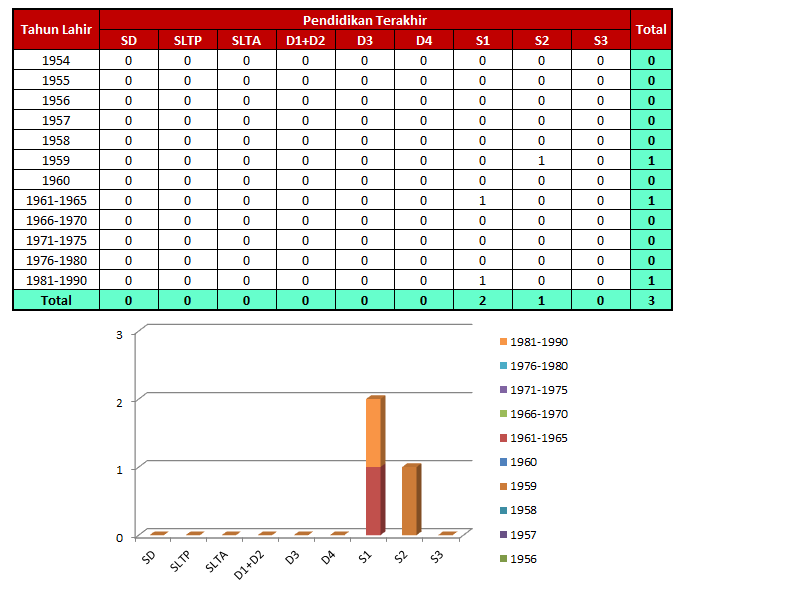 Tahun Lahir Pendidikan Terakhir Total
SD SLTP SLTA D1+D2 D3 D4 S1 S2 S3
1954 0 0 0 0 0 0 0 0 0 0
1955 0 0 0 0 0 0 0 0 0 0
1956 0 0 0 0 0 0 0 0 0 0
1957 0 0 0 0 0 0 0 0 0 0
1958 0 0 0 0 0 0 0 0 0 0
1959 0 0 0 0 0 0 0 1 0 1
1960 0 0 0 0 0 0 0 0 0 0
1961-1965 0 0 0 0 0 0 1 0 0 1
1966-1970 0 0 0 0 0 0 0 0 0 0
1971-1975 0 0 0 0 0 0 0 0 0 0
1976-1980 0 0 0 0 0 0 0 0 0 0
1981-1990 0 0 0 0 0 0 1 0 0 1
Total 0 0 0 0 0 0 2 1 0 3
3
2
1
0
SD SLTP SLTA D1+D2 D3 D4 S1 S2 S3
1981-1990
1976-1980
1971-1975
1966-1970
1961-1965
1960
1959
1958
1957
1956